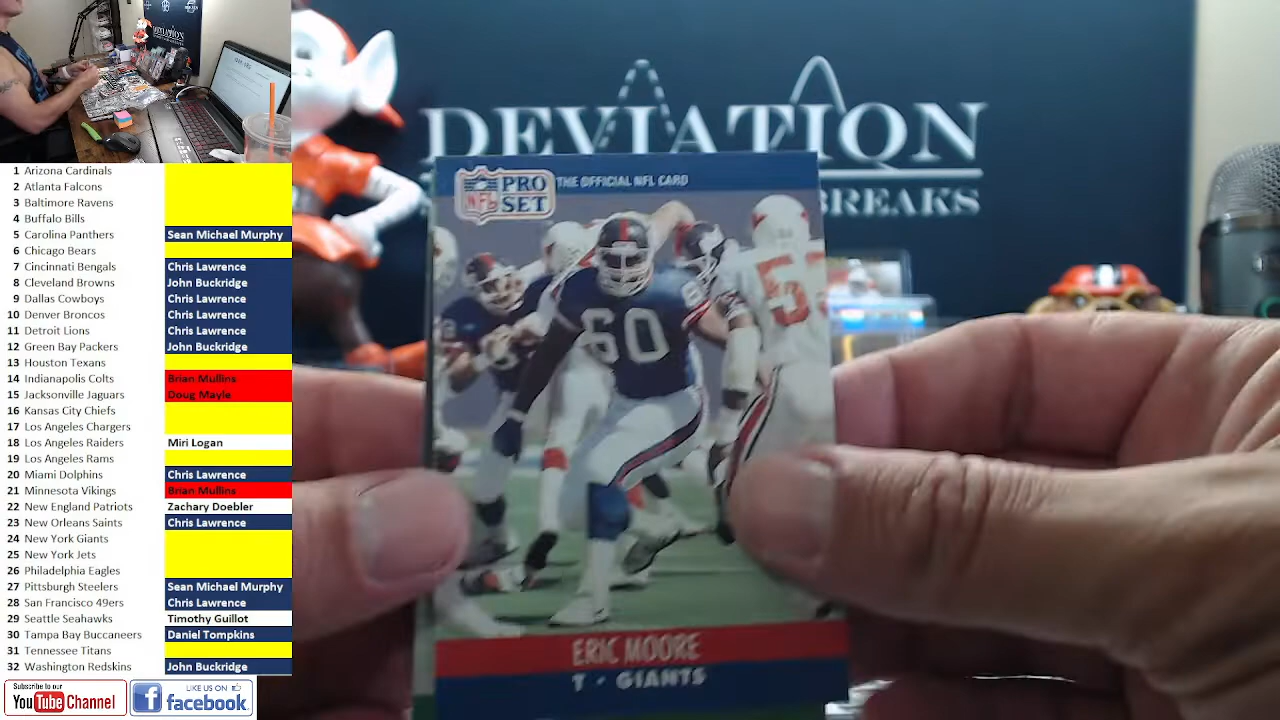 1 Arizona Cardinals
2 Atlanta Falcons
3 Baltimore Ravens
4 Buffalo Bills
5 Carolina Panthers Sean Michael Murphy
6 Chicago Bears
7 Cincinnati Bengals Chris Lawrence
8 Cleveland Browns John Buckridge
9 Dallas Cowboys Chris Lawrence
10 Denver Broncos Chris Lawrence
11 Detroit Lions Chris Lawrence
12 Green Bay Packers John Buckridge
13 Houston Texans
14 Indianapolis Colts Brian Mullins
15 Jacksonville Jaguars Doug Mayle
16 Kansas City Chiefs
17 Los Angeles Chargers
18 Los Angeles Raiders Miri Logan
19 Los Angeles Rams
20 Miami Dolphins Chris Lawrence
21 Minnesota Vikings Brian Mullins
22 New England Patriots Zachary Doebler
23 New Orleans Saints Chris Lawrence
24 New York Giants
25 New York Jets
26 Philadelphia Eagles
27 Pittsburgh Steelers Sean Michael Murphy
28 San Francisco 49ers Chris Lawrence
29 Seattle Seahawks Timothy Guillot
30 Tampa Bay Buccaneers Daniel Tompkins
31 Tennessee Titans
32 Washington Redskins John Buckridge
Subscribe to our
YouTube Channel
LIKE US ON
facebook.
DEVIATION
BREAKS
NFL
PRO SET
THE OFFICIAL NFL CARD
60
53
ERIC MOORE
T · GIANTS